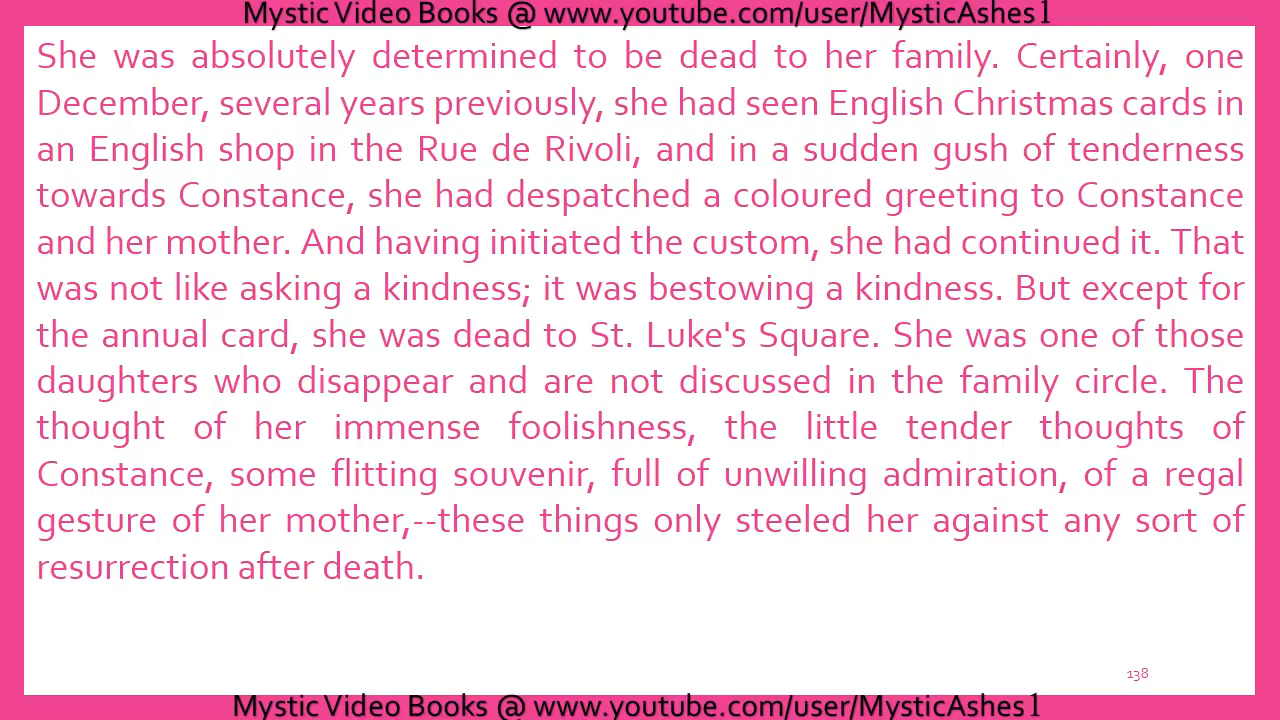 Mystic Video Books @ www.youtube.com/user/MysticAshes1
She was absolutely determined to be dead to her family. Certainly, one
December, several years previously, she had seen English Christmas cards in
an English shop in the Rue de Rivoli, and in a sudden gush of tenderness
towards Constance, she had despatched a coloured greeting to Constance
and her mother. And having initiated the custom, she had continued it. That
was not like asking a kindness; it was bestowing a kindness. But except for
the annual card, she was dead to St. Luke's Square. She was one of those
daughters who disappear and are not discussed in the family circle. The
thought of her immense foolishness, the little tender thoughts of
Constance, some flitting souvenir, full of unwilling admiration, of a regal
gesture of her mother,--these things only steeled her against any sort of
resurrection after death.
138
Mystic Video Books @ www.youtube.com/user/MysticAshes1